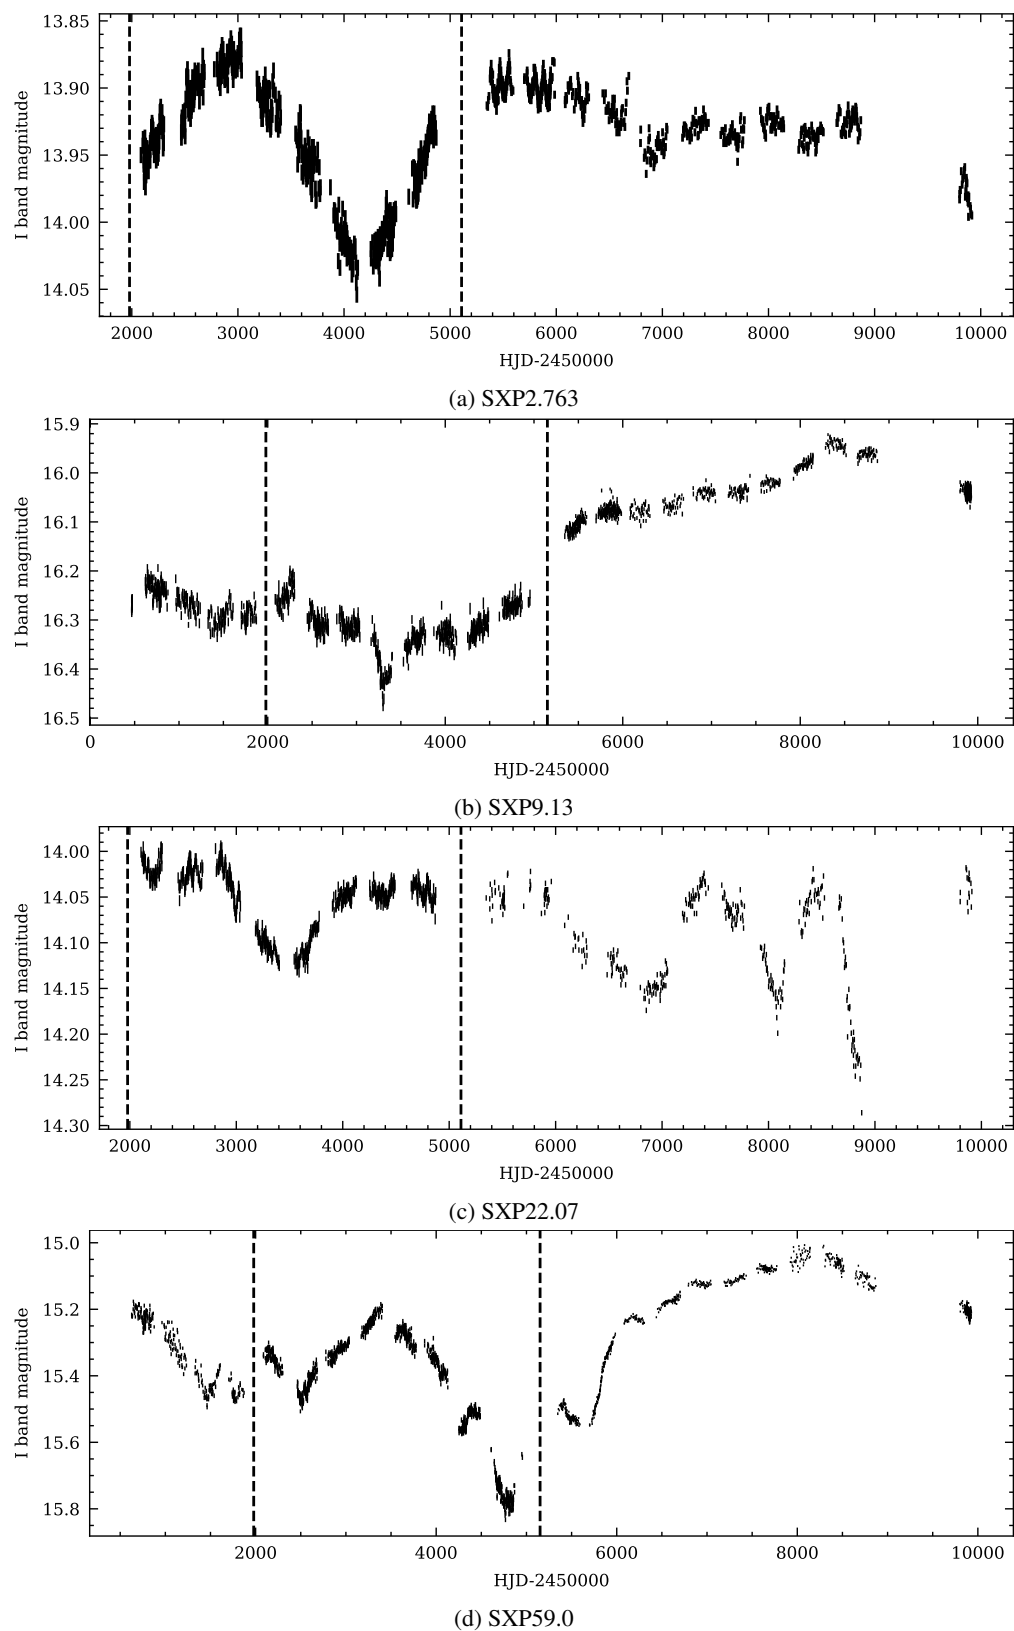 13.85
13.90
13.95
14.00
14.05
I band magnitude
2000 3000 4000 5000 6000 7000 8000 9000 10000
HJD-2450000
(a) SXP2.763
15.9
16.0
16.1
16.2
16.3
16.4
16.5
I band magnitude
0 2000 4000 6000 8000 10000
HJD-2450000
(b) SXP9.13
14.00
14.05
14.10
14.15
14.20
14.25
14.30
I band magnitude
2000 3000 4000 5000 6000 7000 8000 9000 10000
HJD-2450000
(c) SXP22.07
15.0
15.2
15.4
15.6
15.8
I band magnitude
2000 4000 6000 8000 10000
HJD-2450000
(d) SXP59.0